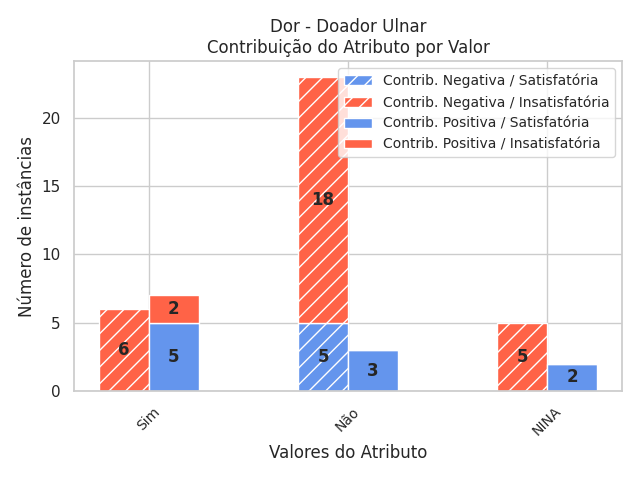 Dor - Doador Ulnar
Contribuição do Atributo por Valor
Contrib. Negativa / Satisfatória
Contrib. Negativa / Insatisfatória
Contrib. Positiva / Satisfatória
Contrib. Positiva / Insatisfatória
Número de instâncias
20
15
10
5
0
6
2
5
18
5
3
5
2
Sim
Não
NINA
Valores do Atributo